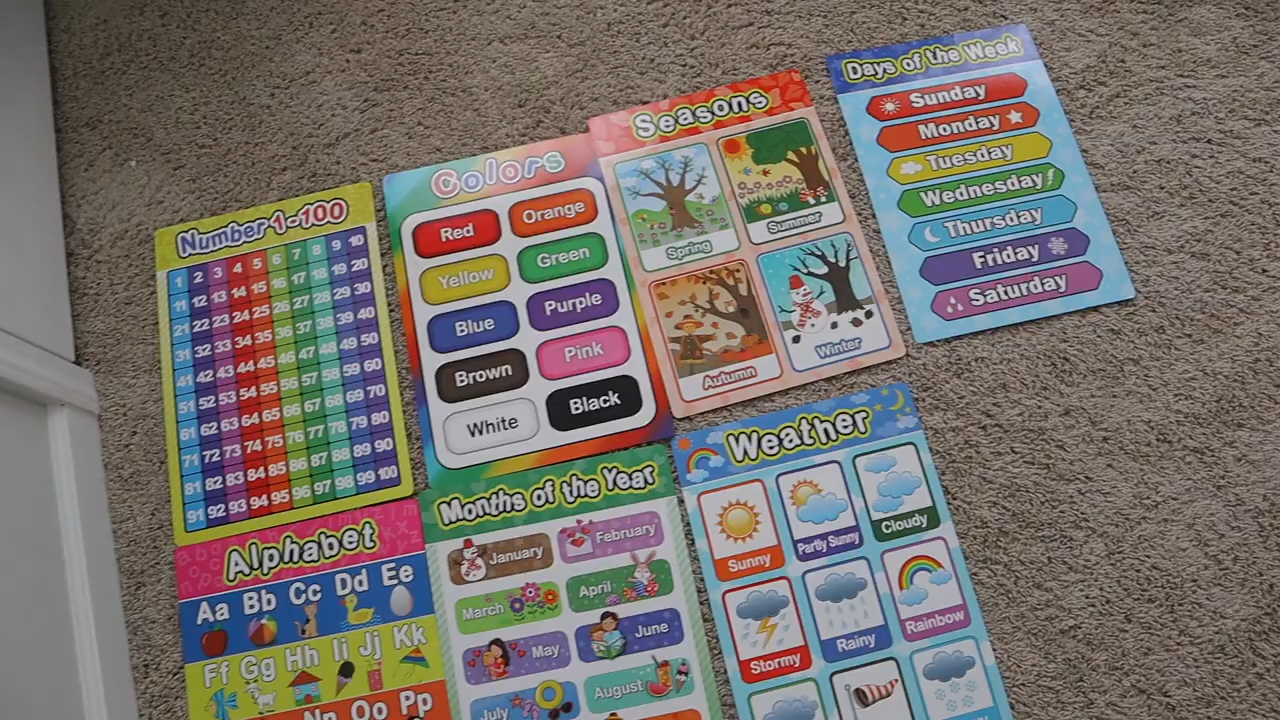 Number 1-100
1 2 3 4 5 6 7 8 9 10
11 12 13 14 15 16 17 18 19 20
21 22 23 24 25 26 27 28 29 30
31 32 33 34 35 36 37 38 39 40
41 42 43 44 45 46 47 48 49 50
51 52 53 54 55 56 57 58 59 60
61 62 63 64 65 66 67 68 69 70
71 72 73 74 75 76 77 78 79 80
81 82 83 84 85 86 87 88 89 90
91 92 93 94 95 96 97 98 99 100
Colors
Red Orange
Yellow Green
Blue Purple
Brown Pink
White Black
Seasons
Spring Summer
Autumn Winter
Days of the Week
Sunday
Monday
Tuesday
Wednesday
Thursday
Friday
Saturday
Alphabet
Aa Bb Cc Dd Ee
Ff Gg Hh Ii Jj Kk
Nn Oo Pp
Months of the Year
January February
March April
May June
July August
Weather
Sunny Partly Sunny Cloudy
Stormy Rainy Rainbow